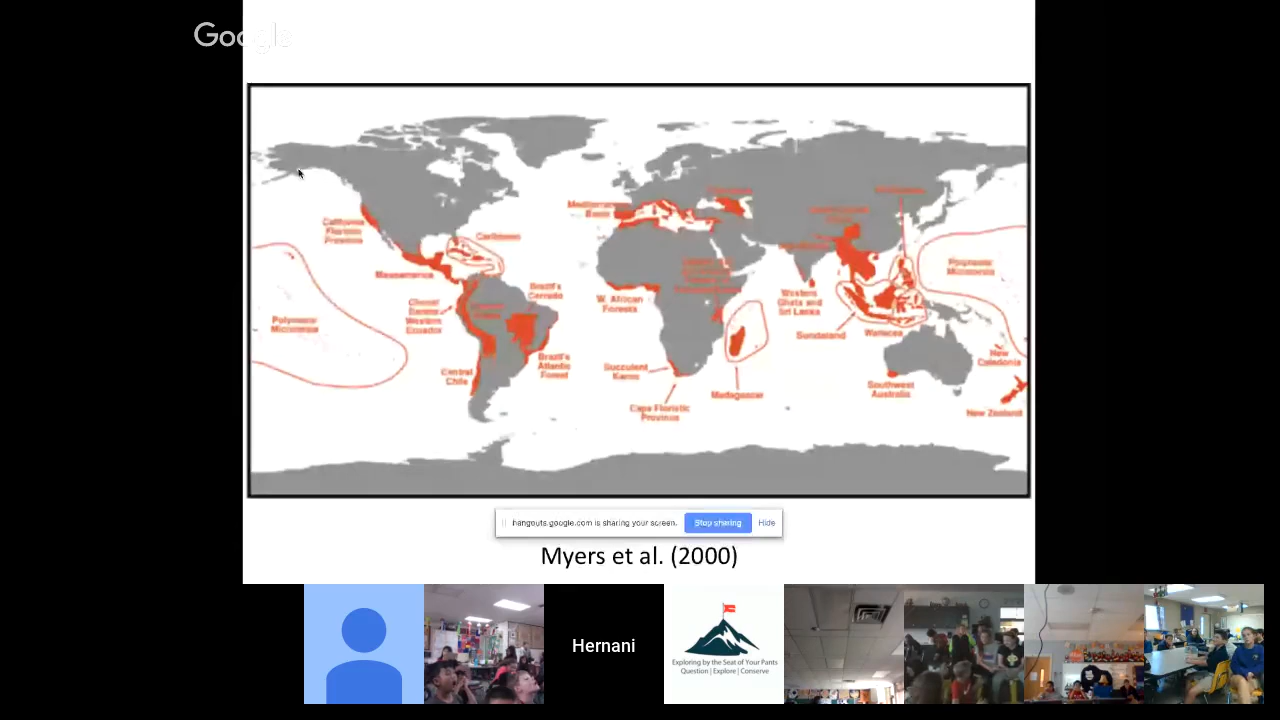 Google
California
Floristic
Province
Caribbean
Mesoamerica
Polynesia
Micronesia
Western
Ecuador
Central
Chile
Brazil's
Cerrado
Brazil's
Atlantic
Forest
Mediterranean
Basin
W. African
Forests
Succulent
Karoo
Cape Floristic
Province
Madagascar
Western
Ghats and
Sri Lanka
Sundaland
Wallacea
Southwest
Australia
Polynesia
Micronesia
New
Caledonia
New Zealand
hangouts.google.com is sharing your screen.
Stop sharing
Hide
Myers et al. (2000)
Hernani
Exploring by the Seat of Your Pants
Question | Explore | Conserve